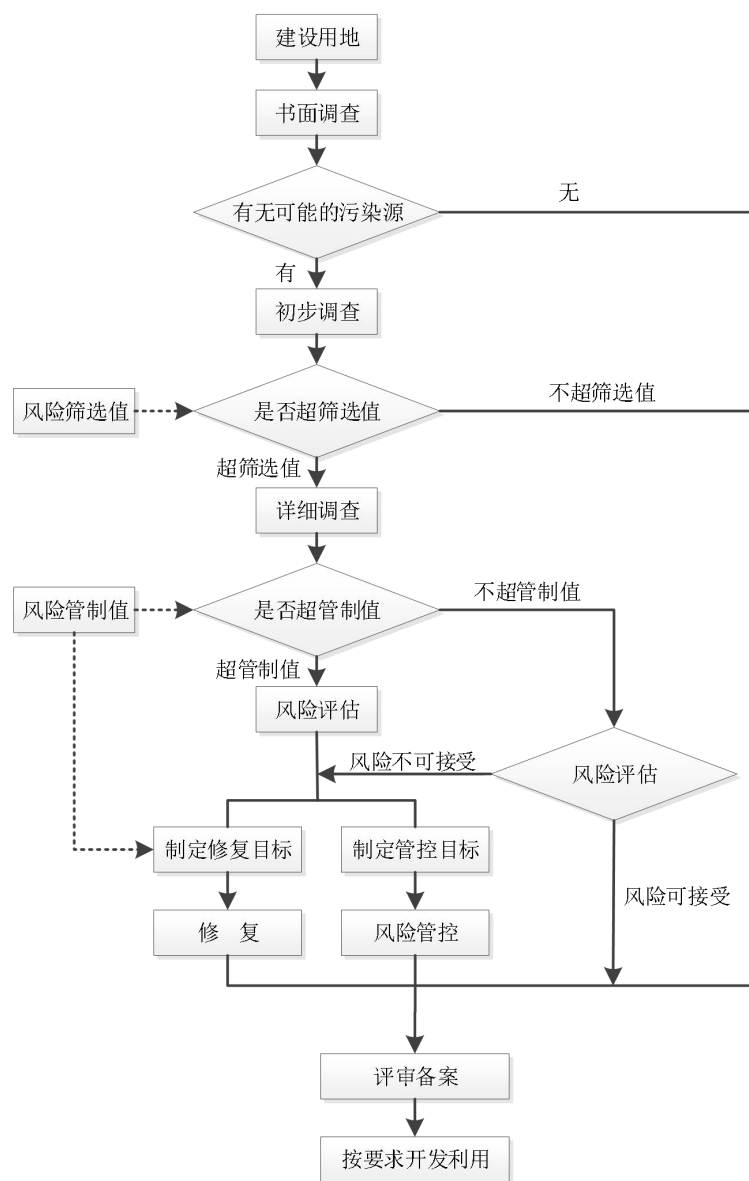 建设用地
书面调查
有无可能的污染源
无
有
初步调查
风险筛选值
是否超筛选值
不超筛选值
超筛选值
详细调查
风险管制值
是否超管制值
不超管制值
超管制值
风险评估
风险不可接受
风险评估
制定修复目标
制定管控目标
风险可接受
修 复
风险管控
评审备案
按要求开发利用